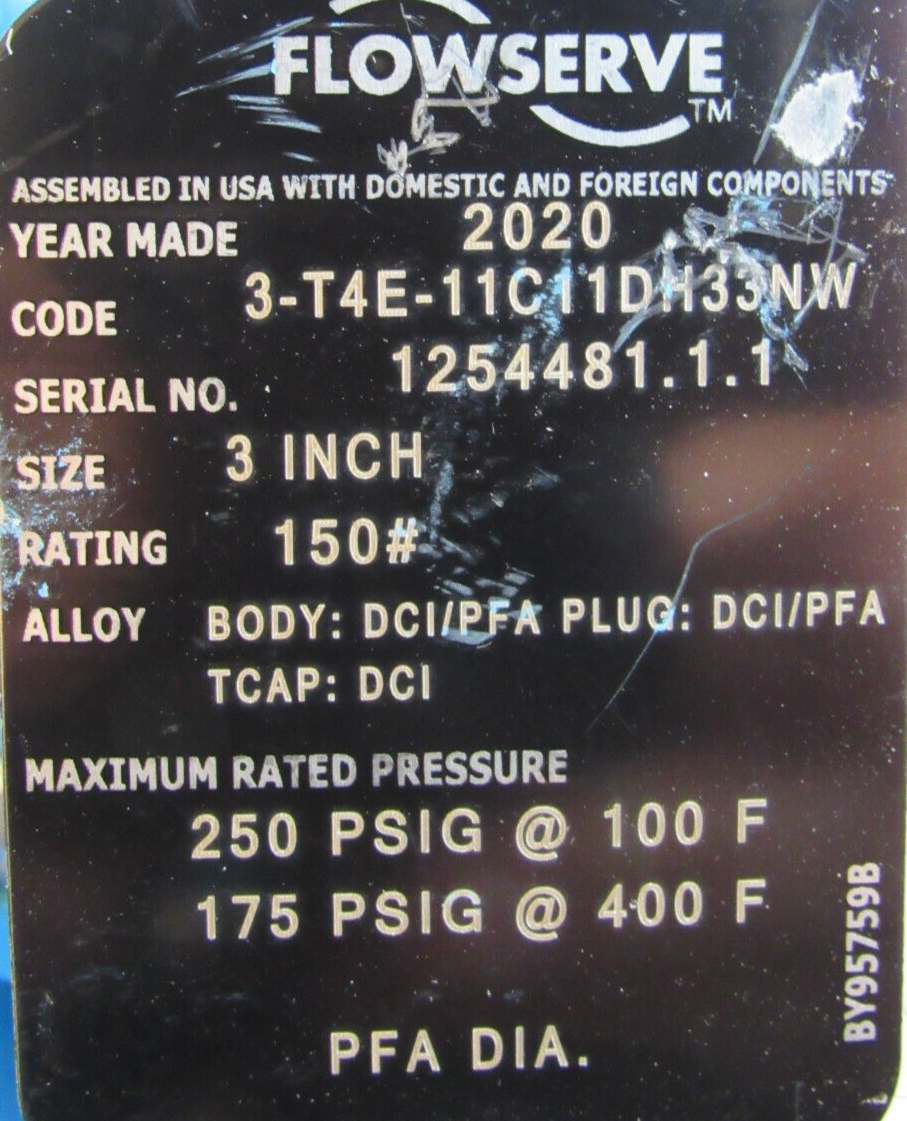 FLOWSERVE
TM
ASSEMBLED IN USA WITH DOMESTIC AND FOREIGN COMPONENTS
YEAR MADE 2020
CODE 3-T4E-11C11DH33NW
SERIAL NO. 1254481.1.1
SIZE 3 INCH
RATING 150#
ALLOY BODY: DCI/PFA PLUG: DCI/PFA
TCAP: DCI
MAXIMUM RATED PRESSURE
250 PSIG @ 100 F
175 PSIG @ 400 F
BY95759B
PFA DIA.